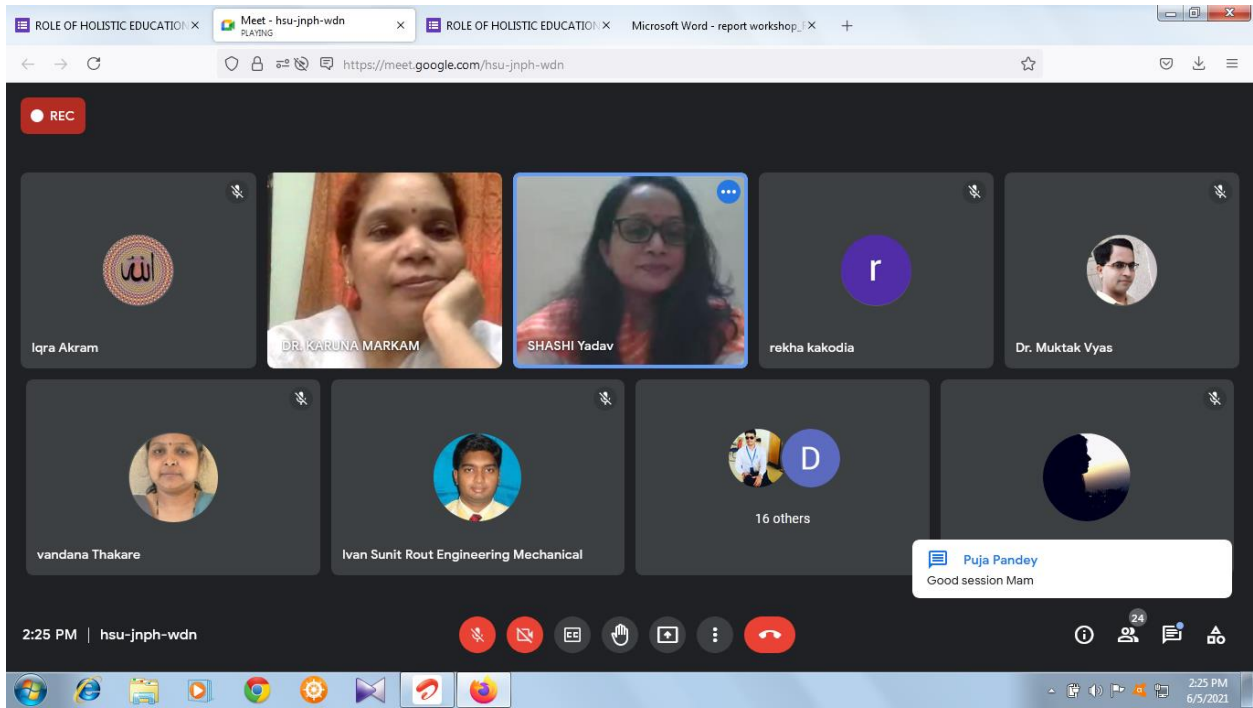 ROLE OF HOLISTIC EDUCATION
Meet - hsu-jnph-wdn
PLAYING
ROLE OF HOLISTIC EDUCATION
Microsoft Word - report workshop_
https://meet.google.com/hsu-jnph-wdn
REC
الله
r
Iqra Akram
DR. KARUNA MARKAM
SHASHI Yadav
rekha kakodia
Dr. Muktak Vyas
D
16 others
vandana Thakare
Ivan Sunit Rout Engineering Mechanical
Puja Pandey
Good session Mam
2:25 PM | hsu-jnph-wdn
CC
24
2:25 PM
6/5/2021